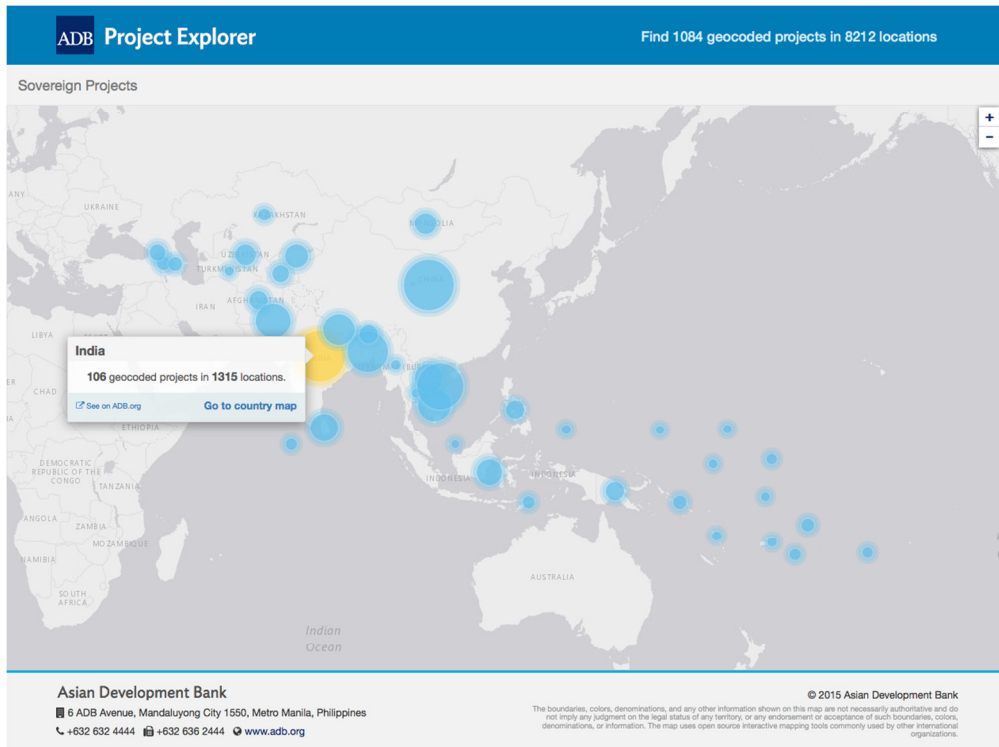 ADB Project Explorer
Find 1084 geocoded projects in 8212 locations
Sovereign Projects
+
−
ANY
UKRAINE
KAZAKHSTAN
MONGOLIA
UZBEKISTAN
TURKMENISTAN
IRAN
AFGHANISTAN
LIBYA
India
106 geocoded projects in 1315 locations.
See on ADB.org
Go to country map
ER
CHAD
IA
ETHIOPIA
DEMOCRATIC
REPUBLIC OF THE
CONGO
TANZANIA
INDONESIA
INDONESIA
ANGOLA
ZAMBIA
MOZAMBIQUE
NAMIBIA
AUSTRALIA
SOUTH
AFRICA
Indian
Ocean
Asian Development Bank
6 ADB Avenue, Mandaluyong City 1550, Metro Manila, Philippines
+632 632 4444 +632 636 2444 www.adb.org
© 2015 Asian Development Bank
The boundaries, colors, denominations, and any other information shown on this map are not necessarily authoritative and do
not imply any judgment on the legal status of any territory, or any endorsement or acceptance of such boundaries, colors,
denominations, or information. The map uses open source interactive mapping tools commonly used by other international
organizations.